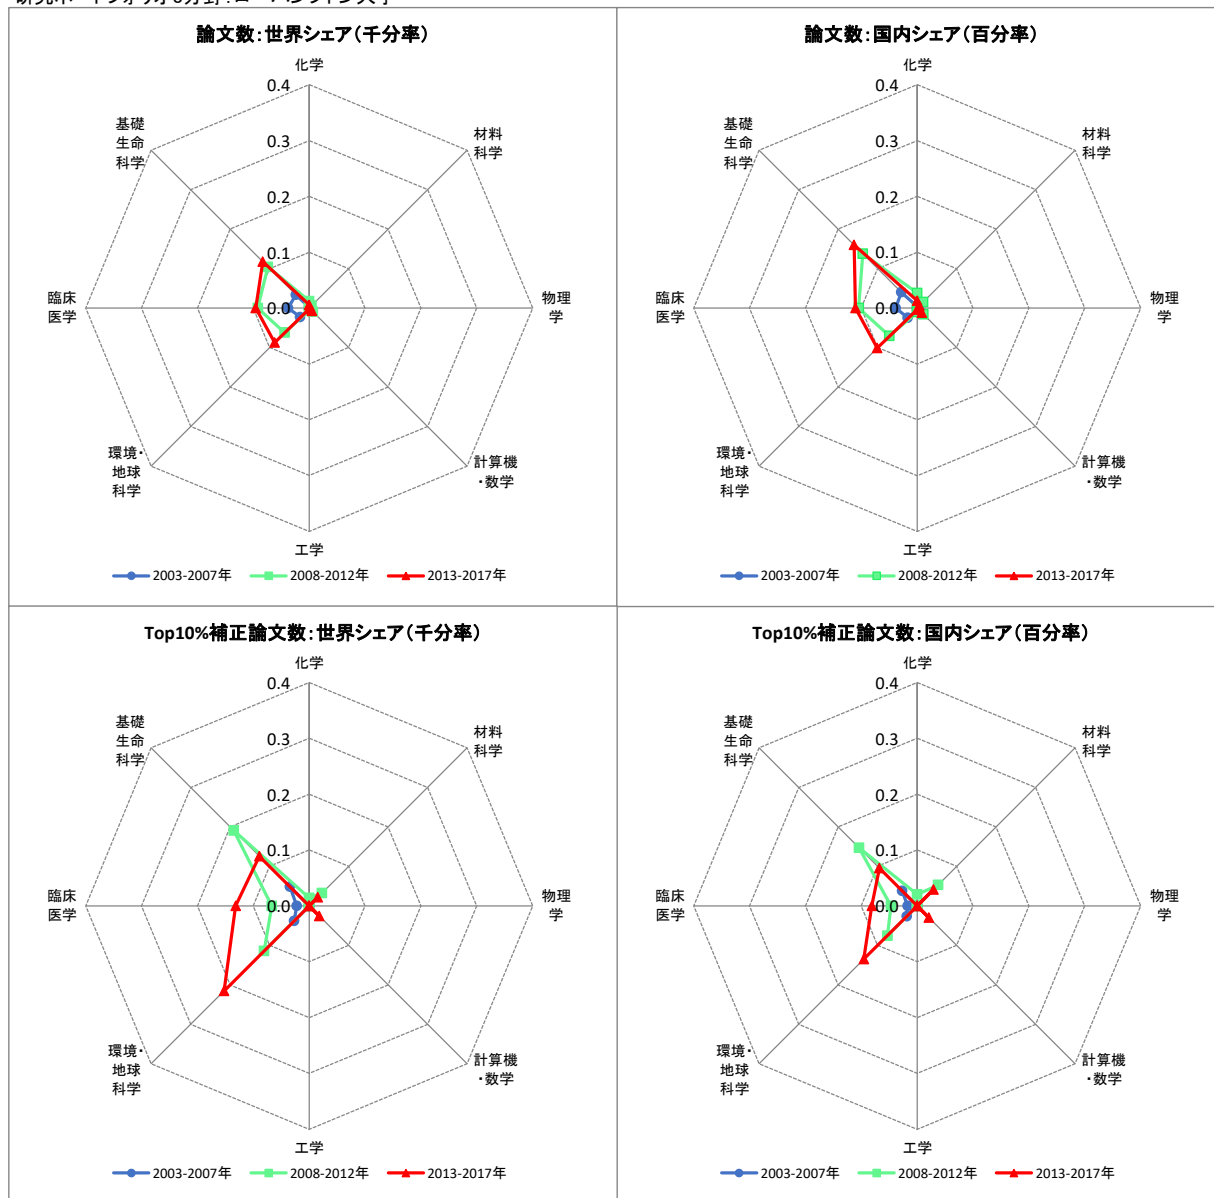 論文数：世界シェア（千分率）
化学
0.4
0.3
0.2
0.1
0.0
基礎
生命
科学
材料
科学
臨床
医学
物理
学
環境・
地球
科学
計算機
・数学
工学
2003-2007年 2008-2012年 2013-2017年
論文数：国内シェア（百分率）
化学
0.4
0.3
0.2
0.1
0.0
基礎
生命
科学
材料
科学
臨床
医学
物理
学
環境・
地球
科学
計算機
・数学
工学
2003-2007年 2008-2012年 2013-2017年
Top10%補正論文数：世界シェア（千分率）
化学
0.4
0.3
0.2
0.1
0.0
基礎
生命
科学
材料
科学
臨床
医学
物理
学
環境・
地球
科学
計算機
・数学
工学
2003-2007年 2008-2012年 2013-2017年
Top10%補正論文数：国内シェア（百分率）
化学
0.4
0.3
0.2
0.1
0.0
基礎
生命
科学
材料
科学
臨床
医学
物理
学
環境・
地球
科学
計算機
・数学
工学
2003-2007年 2008-2012年 2013-2017年